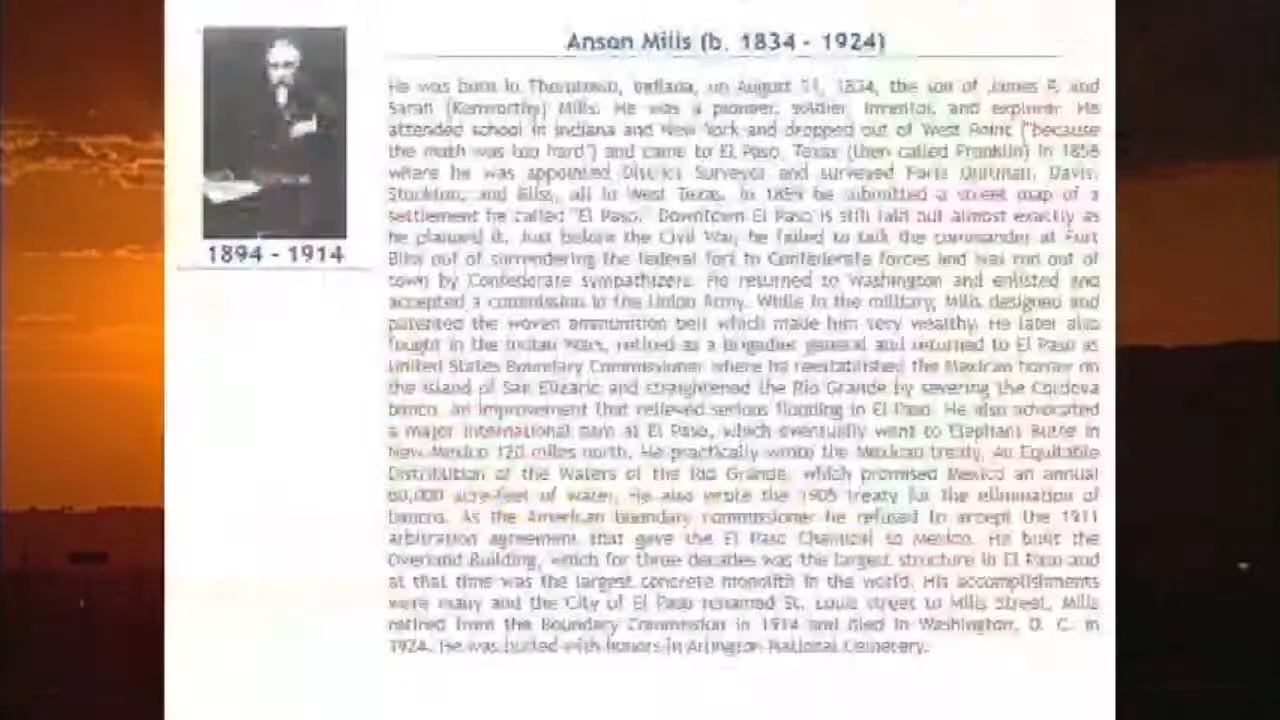 Anson Mills (b. 1834 - 1924)
He was born in Thorntown, Indiana, on August 31, 1834, the son of James P. and
Sarah (Kenworthy) Mills. He was a pioneer, soldier, inventor, and explorer. He
attended school in Indiana and New York and dropped out of West Point ("because
the math was too hard") and came to El Paso, Texas (then called Franklin) in 1858
where he was appointed District Surveyor and surveyed Forts Quitman, Davis,
Stockton, and Bliss, all in West Texas. In 1859 he submitted a street map of a
settlement he called "El Paso." Downtown El Paso is still laid out almost exactly as
he planned it. Just before the Civil War, he failed to talk the commander at Fort
Bliss out of surrendering the federal fort to Confederate forces and was run out of
town by Confederate sympathizers. He returned to Washington and enlisted and
accepted a commission in the Union Army. While in the military, Mills designed and
patented the woven ammunition belt which made him very wealthy. He later also
fought in the Indian Wars, retired as a brigadier general and returned to El Paso as
United States Boundary Commissioner where he reestablished the Mexican border on
the island of San Elizario and straightened the Rio Grande by severing the Cordova
banco, an improvement that relieved serious flooding in El Paso. He also advocated
a major international dam at El Paso, which eventually went to Elephant Butte in
New Mexico 120 miles north. He practically wrote the Mexican treaty, An Equitable
Distribution of the Waters of the Rio Grande, which promised Mexico an annual
60,000 acre-feet of water. He also wrote the 1905 treaty for the elimination of
bancos. As the American boundary commissioner he refused to accept the 1911
arbitration agreement that gave the El Paso Chamizal to Mexico. He built the
Overland Building, which for three decades was the largest structure in El Paso and
at that time was the largest concrete monolith in the world. His accomplishments
were many and the City of El Paso renamed St. Louis street to Mills Street. Mills
retired from the Boundary Commission in 1914 and died in Washington, D. C. in
1924. He was buried with honors in Arlington National Cemetery.
1894 - 1914